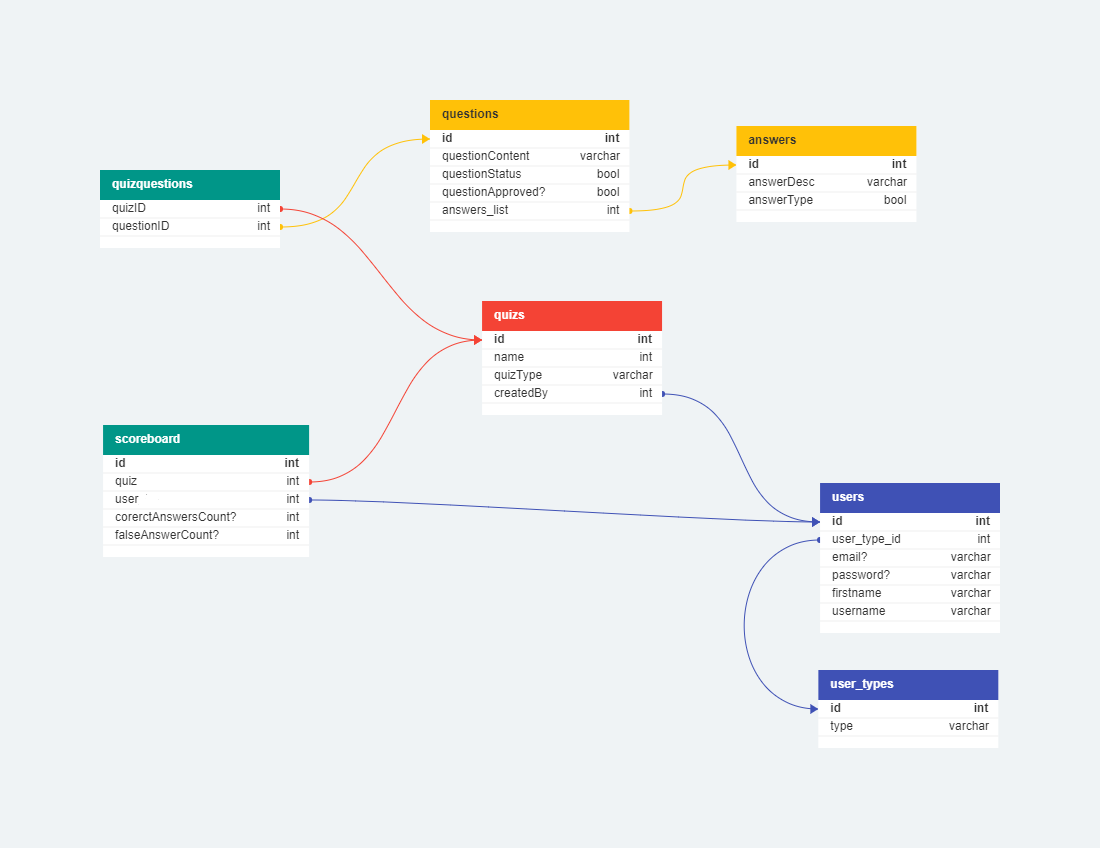 questions
id int
questionContent varchar
questionStatus bool
questionApproved? bool
answers_list int
answers
id int
answerDesc varchar
answerType bool
quizquestions
quizID int
questionID int
quizs
id int
name int
quizType varchar
createdBy int
scoreboard
id int
quiz int
user int
corerctAnswersCount? int
falseAnswerCount? int
users
id int
user_type_id int
email? varchar
password? varchar
firstname varchar
username varchar
user_types
id int
type varchar